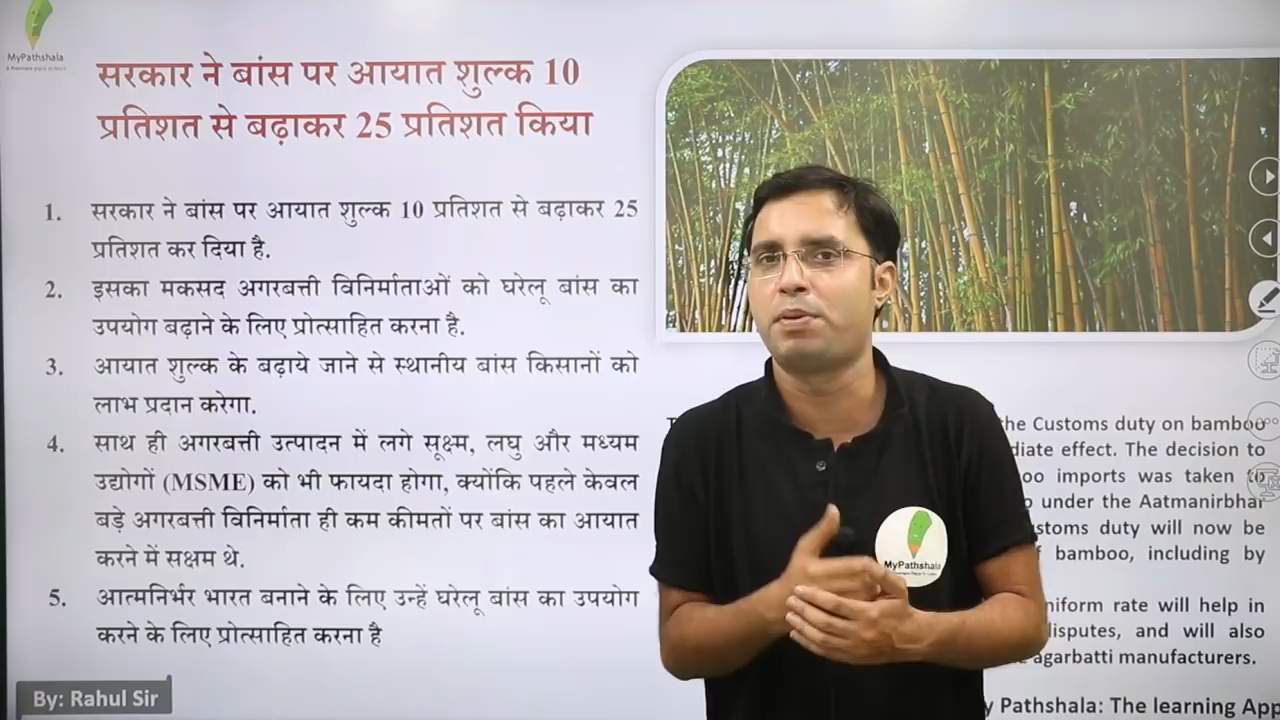 MyPathshala
सरकार ने बांस पर आयात शुल्क 10
प्रतिशत से बढ़ाकर 25 प्रतिशत किया
1. सरकार ने बांस पर आयात शुल्क 10 प्रतिशत से बढ़ाकर 25
प्रतिशत कर दिया है.
2. इसका मकसद अगरबत्ती विनिर्माताओं को घरेलू बांस का
उपयोग बढ़ाने के लिए प्रोत्साहित करना है.
3. आयात शुल्क के बढ़ाये जाने से स्थानीय बांस किसानों को
लाभ प्रदान करेगा.
4. साथ ही अगरबत्ती उत्पादन में लगे सूक्ष्म, लघु और मध्यम
उद्योगों (MSME) को भी फायदा होगा, क्योंकि पहले केवल
बड़े अगरबत्ती विनिर्माता ही कम कीमतों पर बांस का आयात
करने में सक्षम थे.
5. आत्मनिर्भर भारत बनाने के लिए उन्हें घरेलू बांस का उपयोग
करने के लिए प्रोत्साहित करना है
By: Rahul Sir
the Customs duty on bamboo
effect. The decision to
imports was taken to
under the Aatmanirbhar
duty will now be
bamboo, including by
rate will help in
and will also
agarbatti manufacturers.
Pathshala: The learning App
MyPathshala